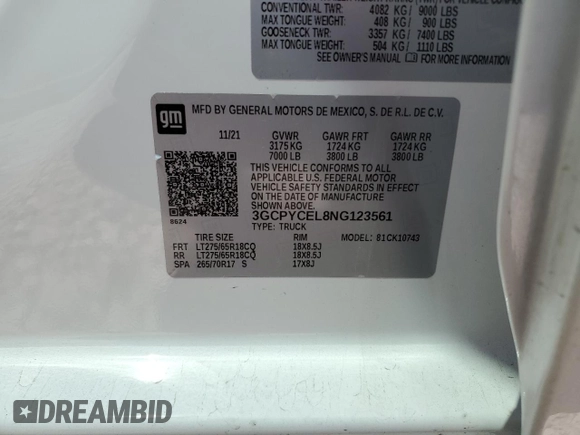 CONVENTIONAL TWR: 4082 KG/ 9000 LBS
MAX TONGUE WEIGHT: 408 KG/ 900 LBS
GOOSENECK TWR: 3357 KG/ 7400 LBS
MAX TONGUE WEIGHT: 504 KG/ 1110 LBS
SEE OWNER'S MANUAL FOR MORE INFORMATION
gm
MFD BY GENERAL MOTORS DE MEXICO, S. DE R.L. DE C.V.
11/21 GVWR GAWR FRT GAWR RR
3175 KG 1724 KG 1724 KG
7000 LB 3800 LB 3800 LB
THIS VEHICLE CONFORMS TO ALL
APPLICABLE U.S. FEDERAL MOTOR
VEHICLE SAFETY STANDARDS IN EFFECT
ON THE DATE OF MANUFACTURE
SHOWN ABOVE.
3GCPYCEL8NG123561
8624
TYPE: TRUCK MODEL: 81CK10743
TIRE SIZE RIM
FRT LT275/65R18CQ 18X8.5J
RR LT275/65R18CQ 18X8.5J
SPA 265/70R17 S 17X8J
DREAMBID